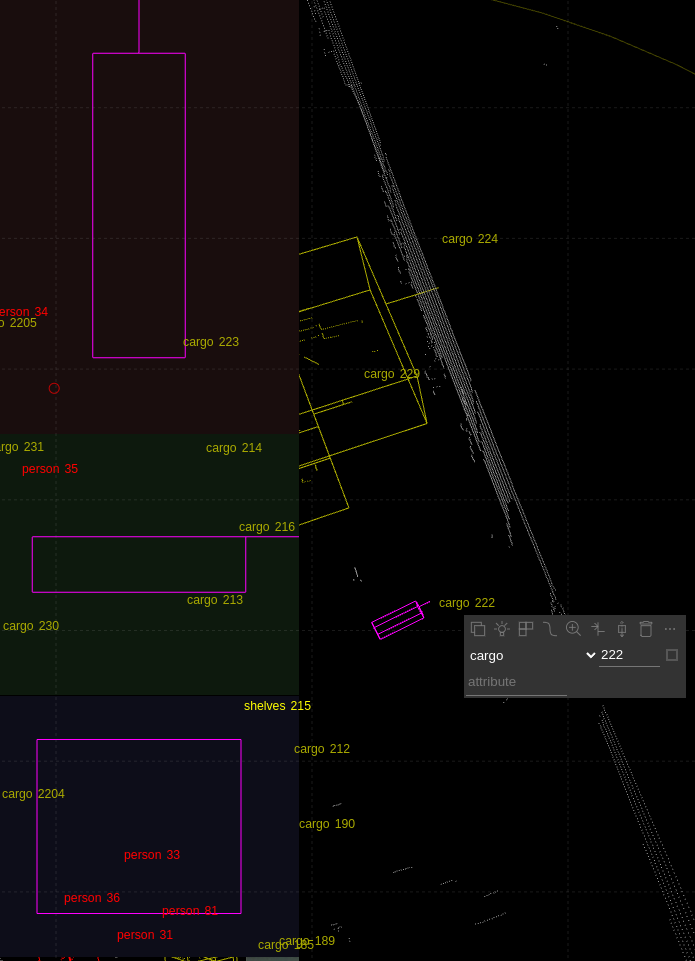 cargo 224
erson 34
o 2205
cargo 223
cargo 229
rgo 231
cargo 214
person 35
cargo 216
cargo 213
cargo 222
cargo 230
cargo 222
attribute
shelves 215
cargo 212
cargo 2204
cargo 190
person 33
person 36
person 81
person 31
cargo 189